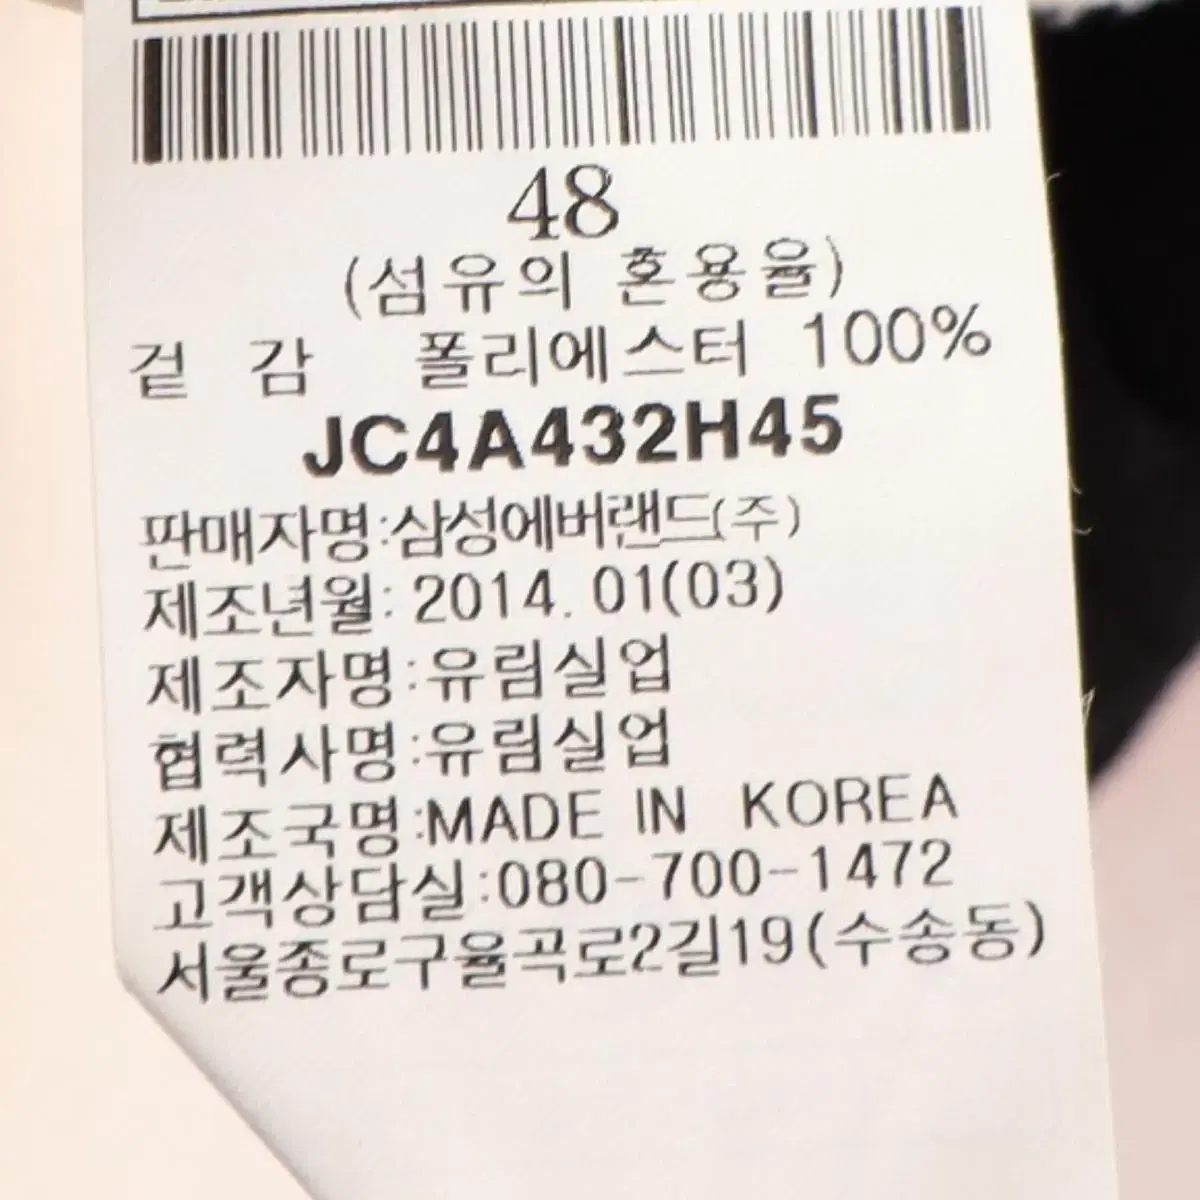 48
(섬유의 혼용율)
겉 감 폴리에스터 100%
JC4A432H45
판매자명:삼성에버랜드(주)
제조년월: 2014. 01(03)
제조자명:유림실업
협력사명:유림실업
제조국명:MADE IN KOREA
고객상담실:080-700-1472
서울종로구율곡로2길19(수송동)